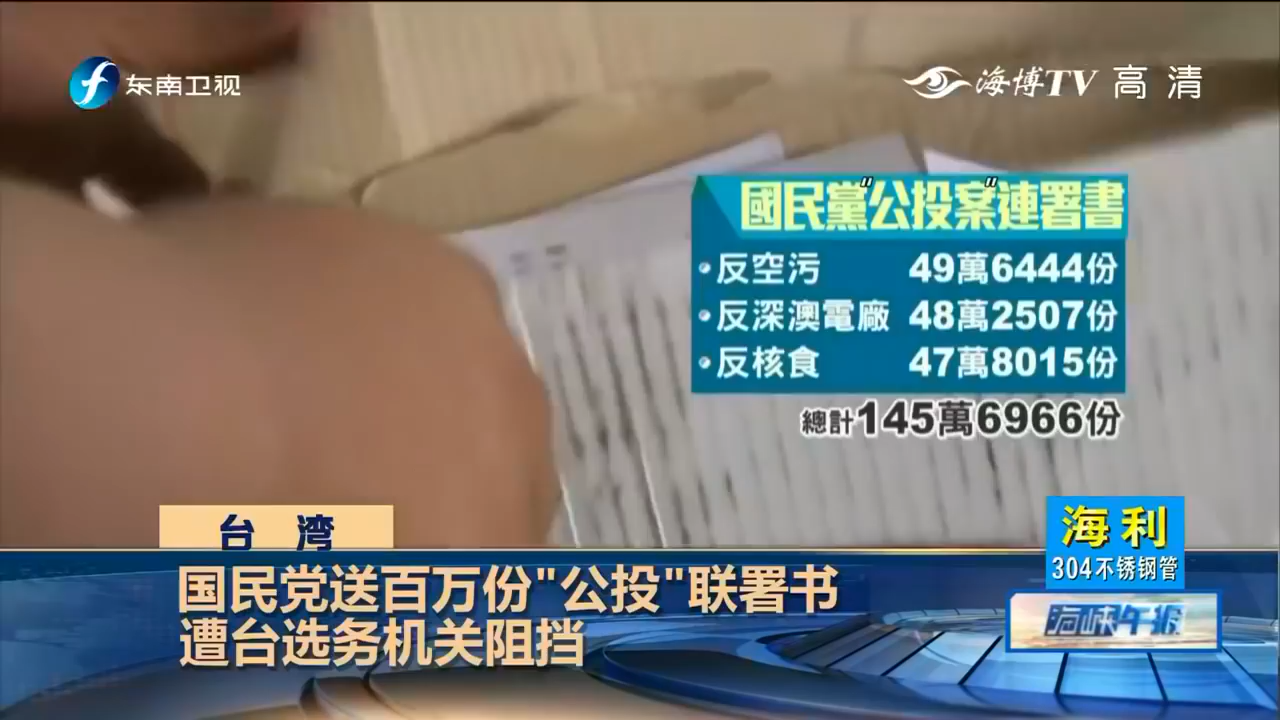 东南卫视
海博TV 高清
國民黨"公投案"連署書
·反空污 49萬6444份
·反深澳電廠 48萬2507份
·反核食 47萬8015份
總計145萬6966份
台 湾
国民党送百万份"公投"联署书
遭台选务机关阻挡
海利
304不锈钢管
海峡午报